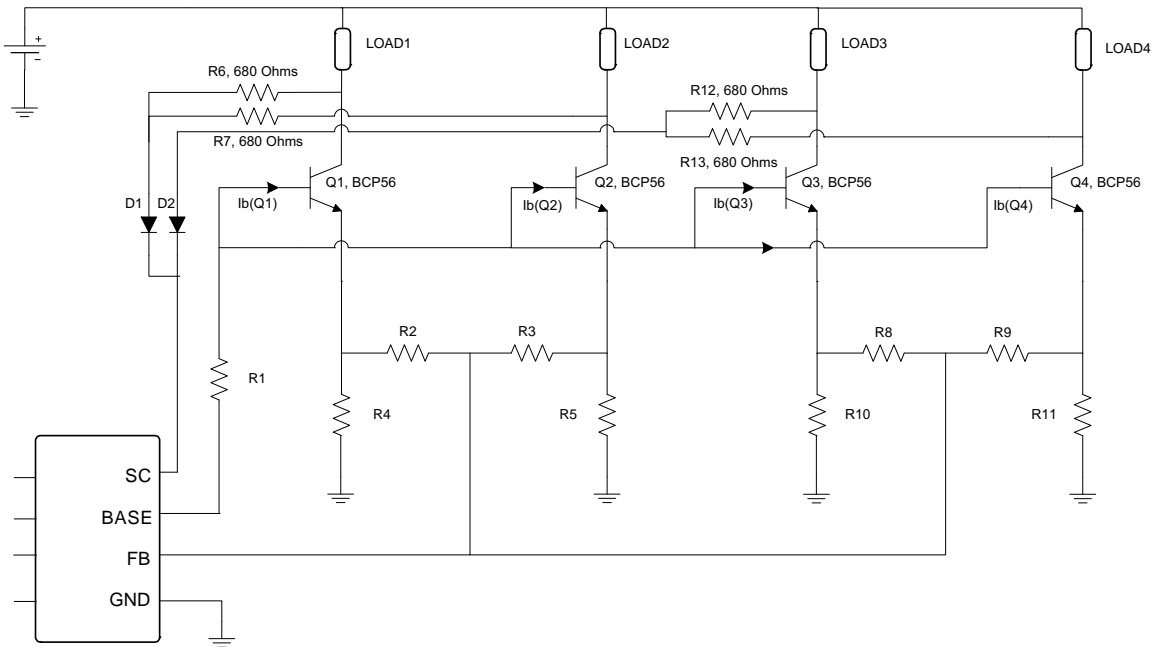 +
-
LOAD1
LOAD2
LOAD3
LOAD4
R6, 680 Ohms
R7, 680 Ohms
R12, 680 Ohms
R13, 680 Ohms
Q1, BCP56
Q2, BCP56
Q3, BCP56
Q4, BCP56
D1
D2
Ib(Q1)
Ib(Q2)
Ib(Q3)
Ib(Q4)
R2
R3
R8
R9
R1
R4
R5
R10
R11
SC
BASE
FB
GND